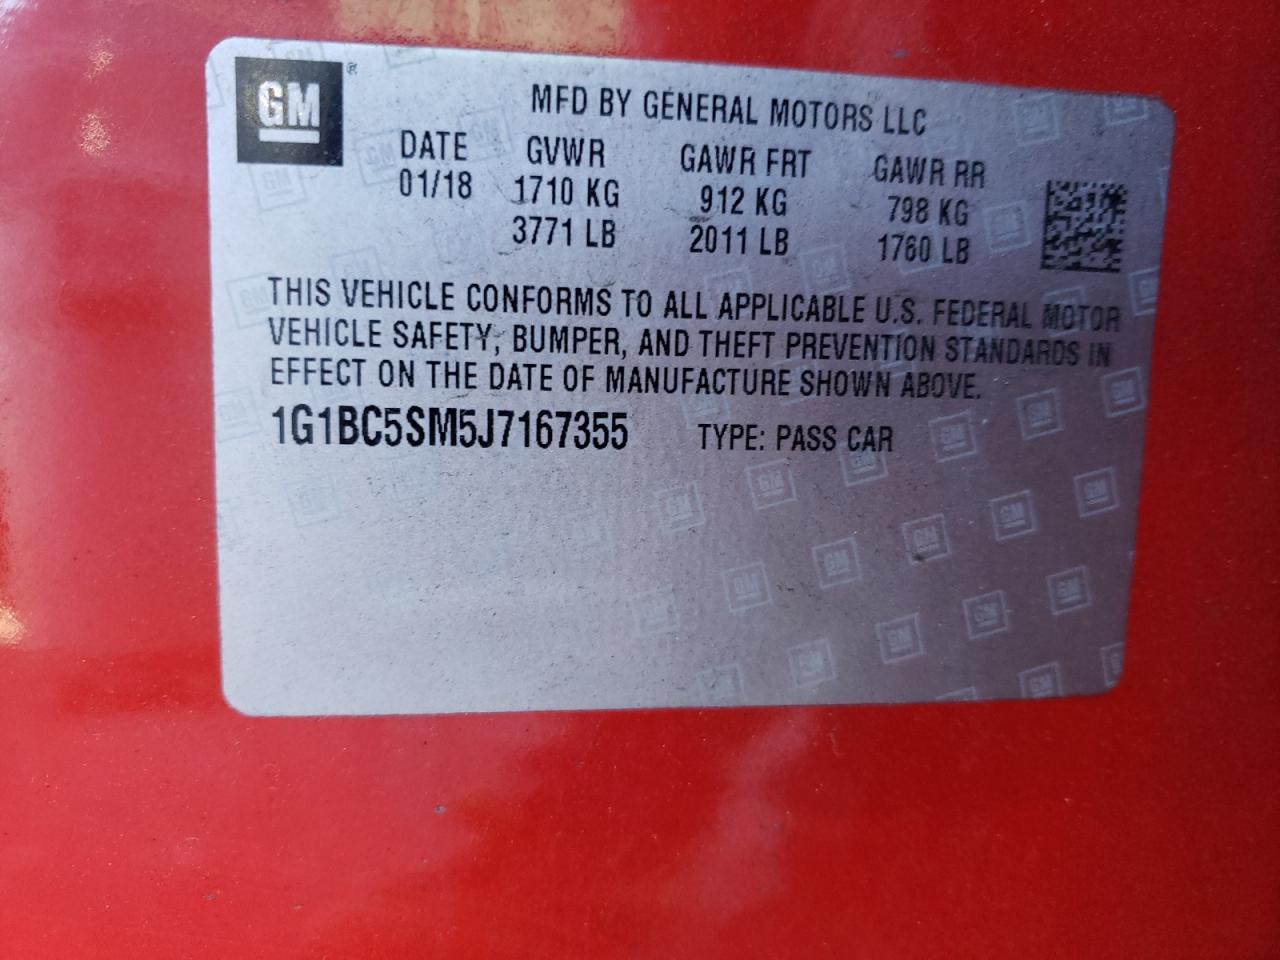 GM ®
MFD BY GENERAL MOTORS LLC
DATE GVWR GAWR FRT GAWR RR
01/18 1710 KG 912 KG 798 KG
3771 LB 2011 LB 1760 LB
THIS VEHICLE CONFORMS TO ALL APPLICABLE U.S. FEDERAL MOTOR
VEHICLE SAFETY, BUMPER, AND THEFT PREVENTION STANDARDS IN
EFFECT ON THE DATE OF MANUFACTURE SHOWN ABOVE.
1G1BC5SM5J7167355 TYPE: PASS CAR